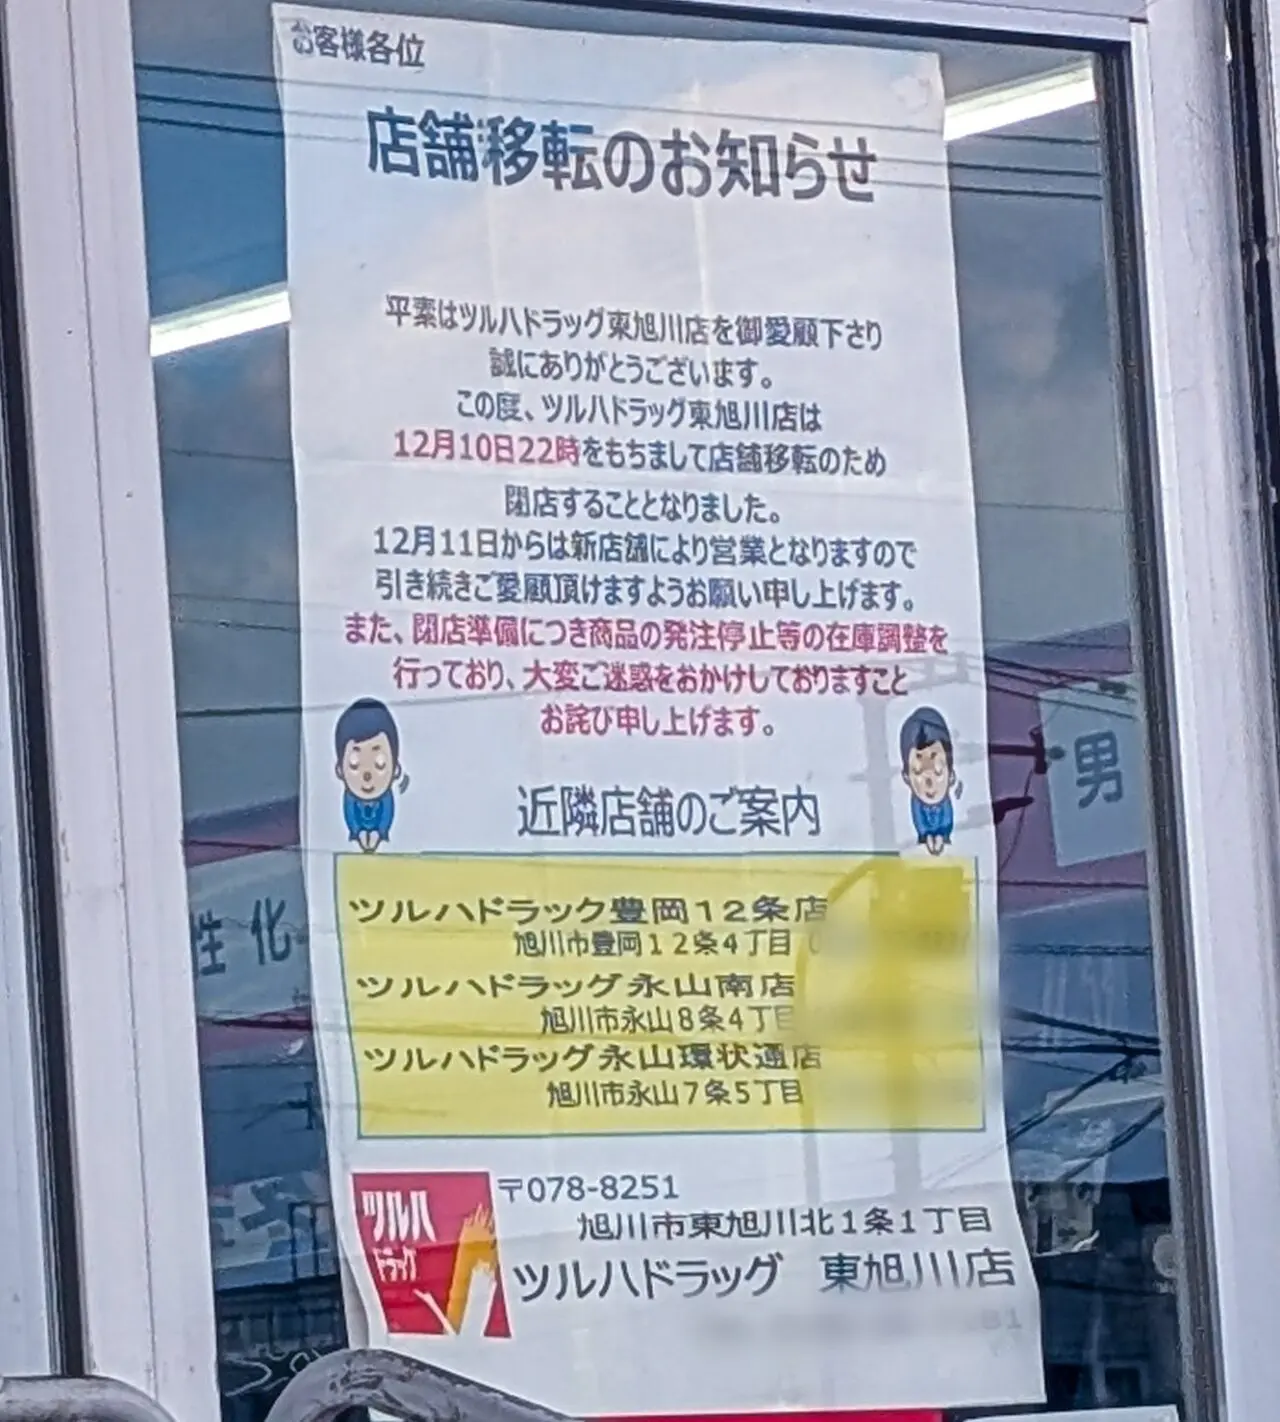 お客様各位
店舗移転のお知らせ
平素はツルハドラッグ東旭川店を御愛顧下さり
誠にありがとうございます。
この度、ツルハドラッグ東旭川店は
12月10日22時をもちまして店舗移転のため
閉店することとなりました。
12月11日からは新店舗により営業となりますので
引き続きご愛顧頂けますようお願い申し上げます。
また、閉店準備につき商品の発注停止等の在庫調整を
行っており、大変ご迷惑をおかけしておりますこと
お詫び申し上げます。
近隣店舗のご案内
ツルハドラック豊岡12条店
旭川市豊岡12条4丁目
ツルハドラッグ永山南店
旭川市永山8条4丁目
ツルハドラッグ永山環状通店
旭川市永山7条5丁目
ツルハ
ドラッグ
〒078-8251
旭川市東旭川北1条1丁目
ツルハドラッグ 東旭川店
男
性化